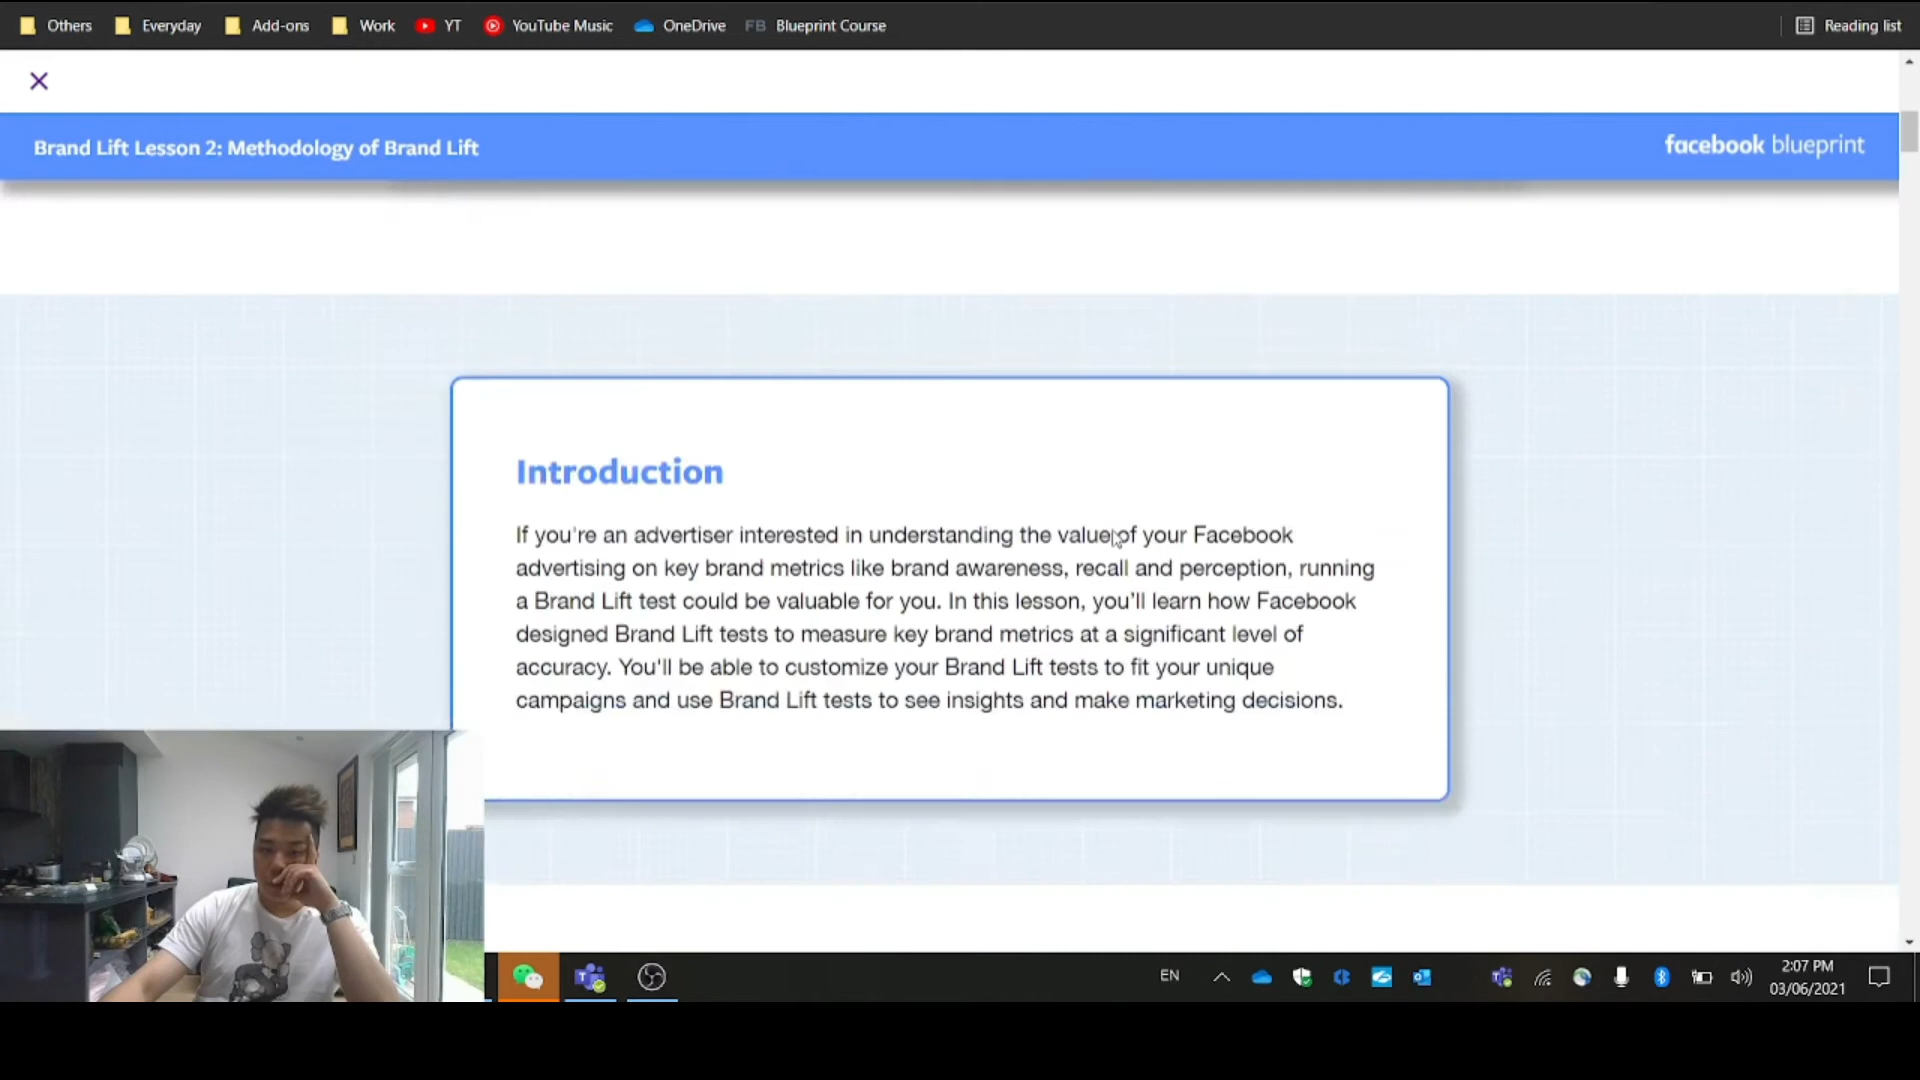 Others Everyday Add-ons Work YT YouTube Music OneDrive FB Blueprint Course Reading list
Brand Lift Lesson 2: Methodology of Brand Lift
facebook blueprint
Introduction
If you're an advertiser interested in understanding the value of your Facebook
advertising on key brand metrics like brand awareness, recall and perception, running
a Brand Lift test could be valuable for you. In this lesson, you'll learn how Facebook
designed Brand Lift tests to measure key brand metrics at a significant level of
accuracy. You'll be able to customize your Brand Lift tests to fit your unique
campaigns and use Brand Lift tests to see insights and make marketing decisions.
EN
2:07 PM
03/06/2021